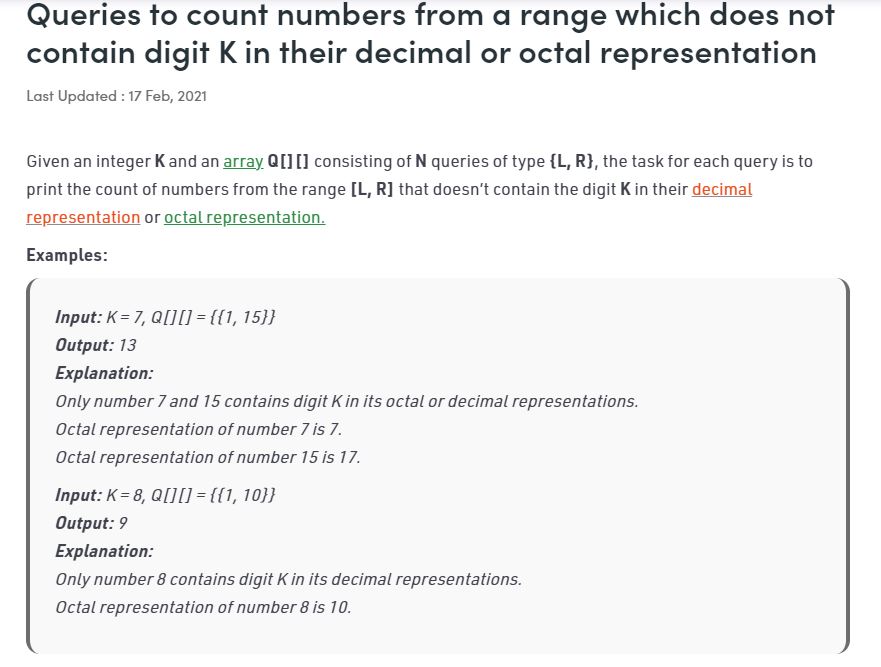 Queries to count numbers from a range which does not
contain digit K in their decimal or octal representation
Last Updated : 17 Feb, 2021
Given an integer K and an array Q[][] consisting of N queries of type {L, R}, the task for each query is to
print the count of numbers from the range [L, R] that doesn't contain the digit K in their decimal
representation or octal representation.
Examples:
Input: K = 7, Q[][] = {{1, 15}}
Output: 13
Explanation:
Only number 7 and 15 contains digit K in its octal or decimal representations.
Octal representation of number 7 is 7.
Octal representation of number 15 is 17.
Input: K = 8, Q[][] = {{1, 10}}
Output: 9
Explanation:
Only number 8 contains digit K in its decimal representations.
Octal representation of number 8 is 10.